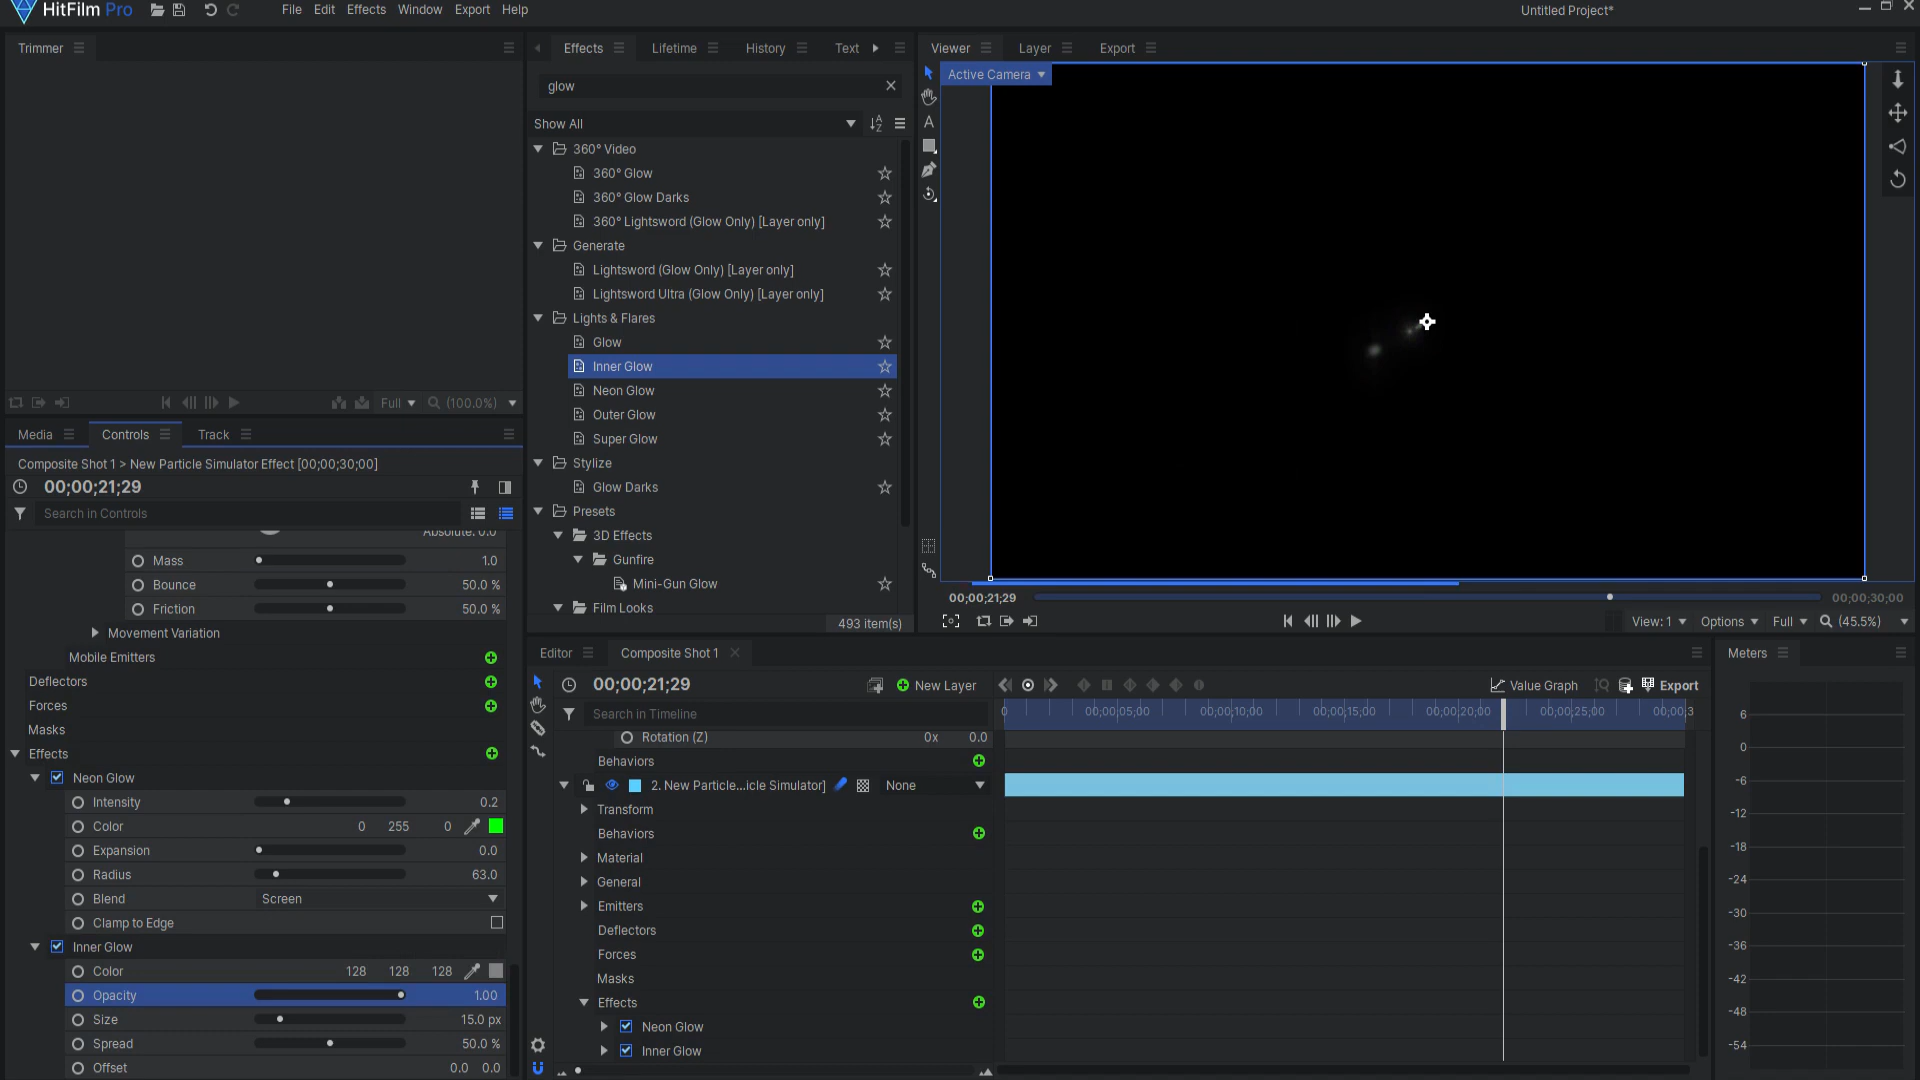 HitFilm Pro
File Edit Effects Window Export Help
Untitled Project*
Trimmer
Full (100.0%)
Effects Lifetime History Text
glow
Show All
360° Video
360° Glow
360° Glow Darks
360° Lightsword (Glow Only) [Layer only]
Generate
Lightsword (Glow Only) [Layer only]
Lightsword Ultra (Glow Only) [Layer only]
Lights & Flares
Glow
Inner Glow
Neon Glow
Outer Glow
Super Glow
Stylize
Glow Darks
Presets
3D Effects
Gunfire
Mini-Gun Glow
Film Looks
493 item(s)
Viewer Layer Export
Active Camera
00;00;21;29
00;00;30;00
View: 1 Options Full (45.5%)
Media Controls Track
Composite Shot 1 > New Particle Simulator Effect [00;00;30;00]
00;00;21;29
Search in Controls
Absolute: 0.0
Mass 1.0
Bounce 50.0 %
Friction 50.0 %
Movement Variation
Mobile Emitters
Deflectors
Forces
Masks
Effects
Neon Glow
Intensity 0.2
Color 0 255 0
Expansion 0.0
Radius 63.0
Blend Screen
Clamp to Edge
Inner Glow
Color 128 128 128
Opacity 1.00
Size 15.0 px
Spread 50.0 %
Offset 0.0 0.0
Editor Composite Shot 1
00;00;21;29
New Layer
Value Graph
Export
Search in Timeline
0 00;00;05;00 00;00;10;00 00;00;15;00 00;00;20;00 00;00;25;00 00;00;3
Rotation (Z) 0x 0.0
Behaviors
2. New Particle...icle Simulator] None
Transform
Behaviors
Material
General
Emitters
Deflectors
Forces
Masks
Effects
Neon Glow
Inner Glow
Meters
6
0
-6
-12
-18
-24
-30
-36
-42
-48
-54